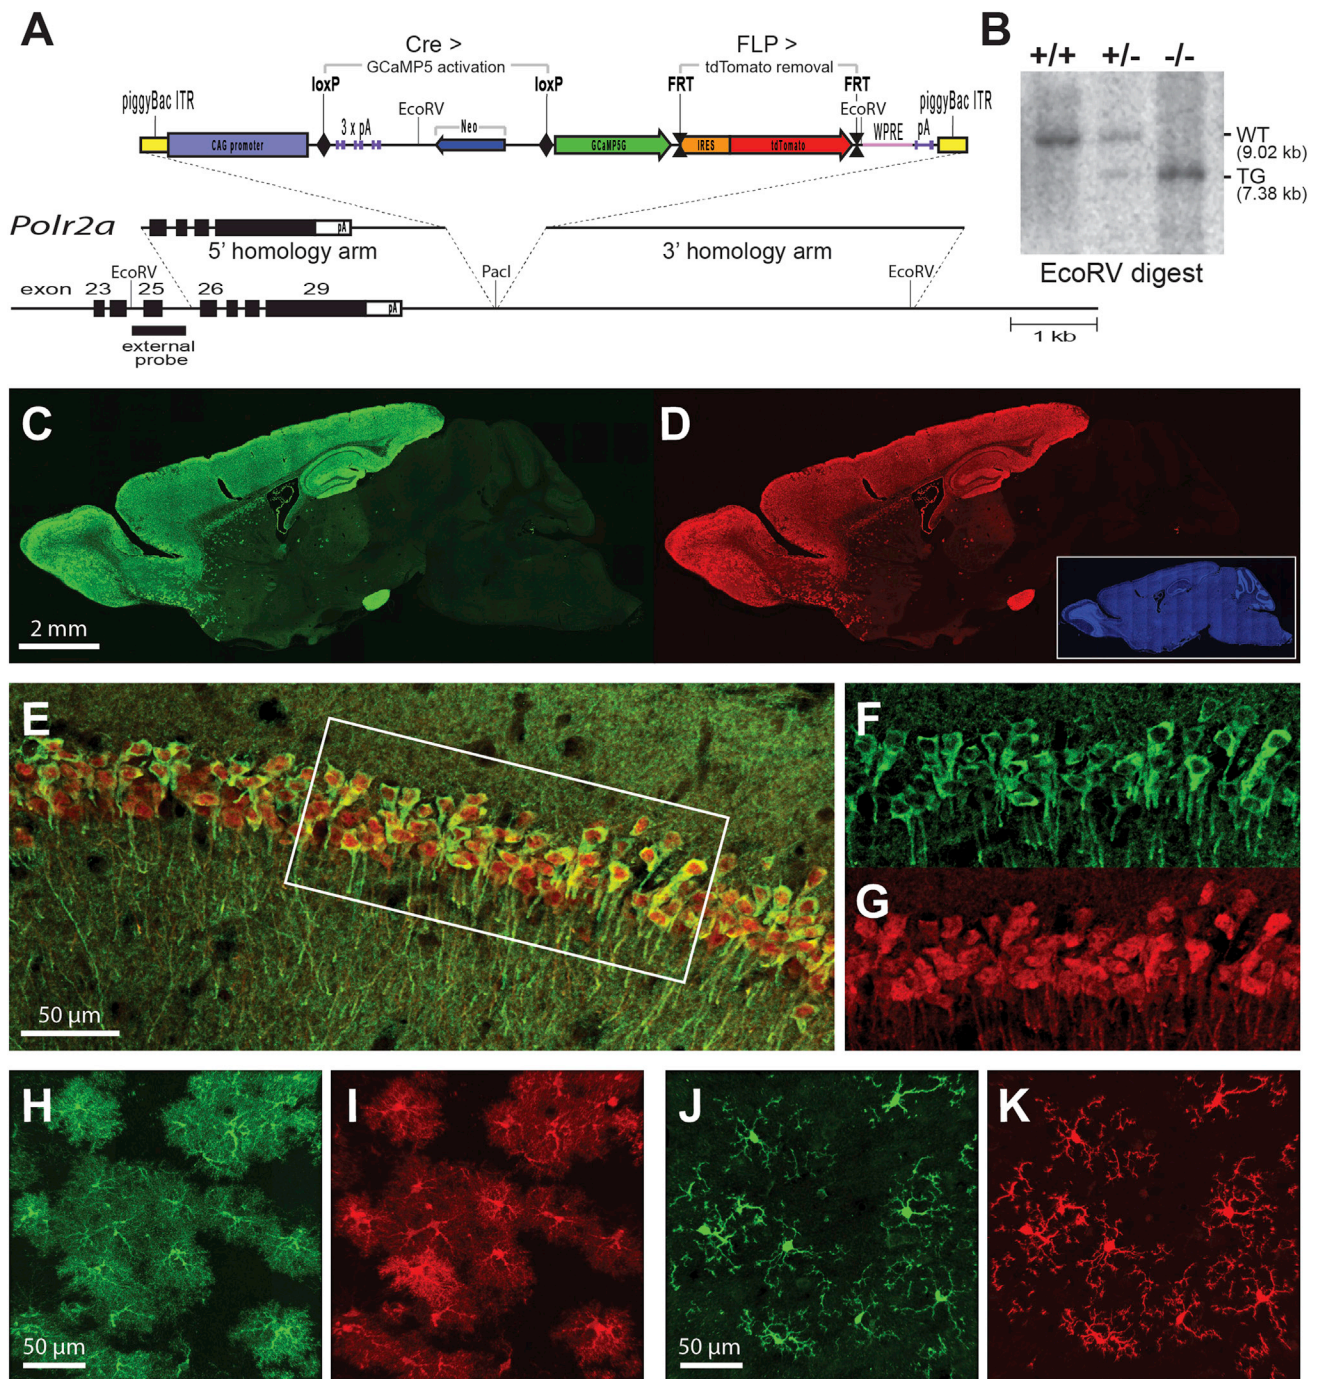 A
Cre >
GCaMP5 activation
FLP >
tdTomato removal
loxP
loxP
FRT
FRT
piggyBac ITR
3 x pA
EcoRV
Neo
EcoRV
WPRE
pA
piggyBac ITR
CAG promoter
GCaMP5G
IRES
tdTomato
Polr2a
pA
5' homology arm
3' homology arm
EcoRV
PacI
EcoRV
exon 23 25 26 29
pA
external
probe
1 kb
B
+/+ +/- -/-
WT
(9.02 kb)
TG
(7.38 kb)
EcoRV digest
C
2 mm
D
E
50 µm
F
G
H
50 µm
I
J
50 µm
K